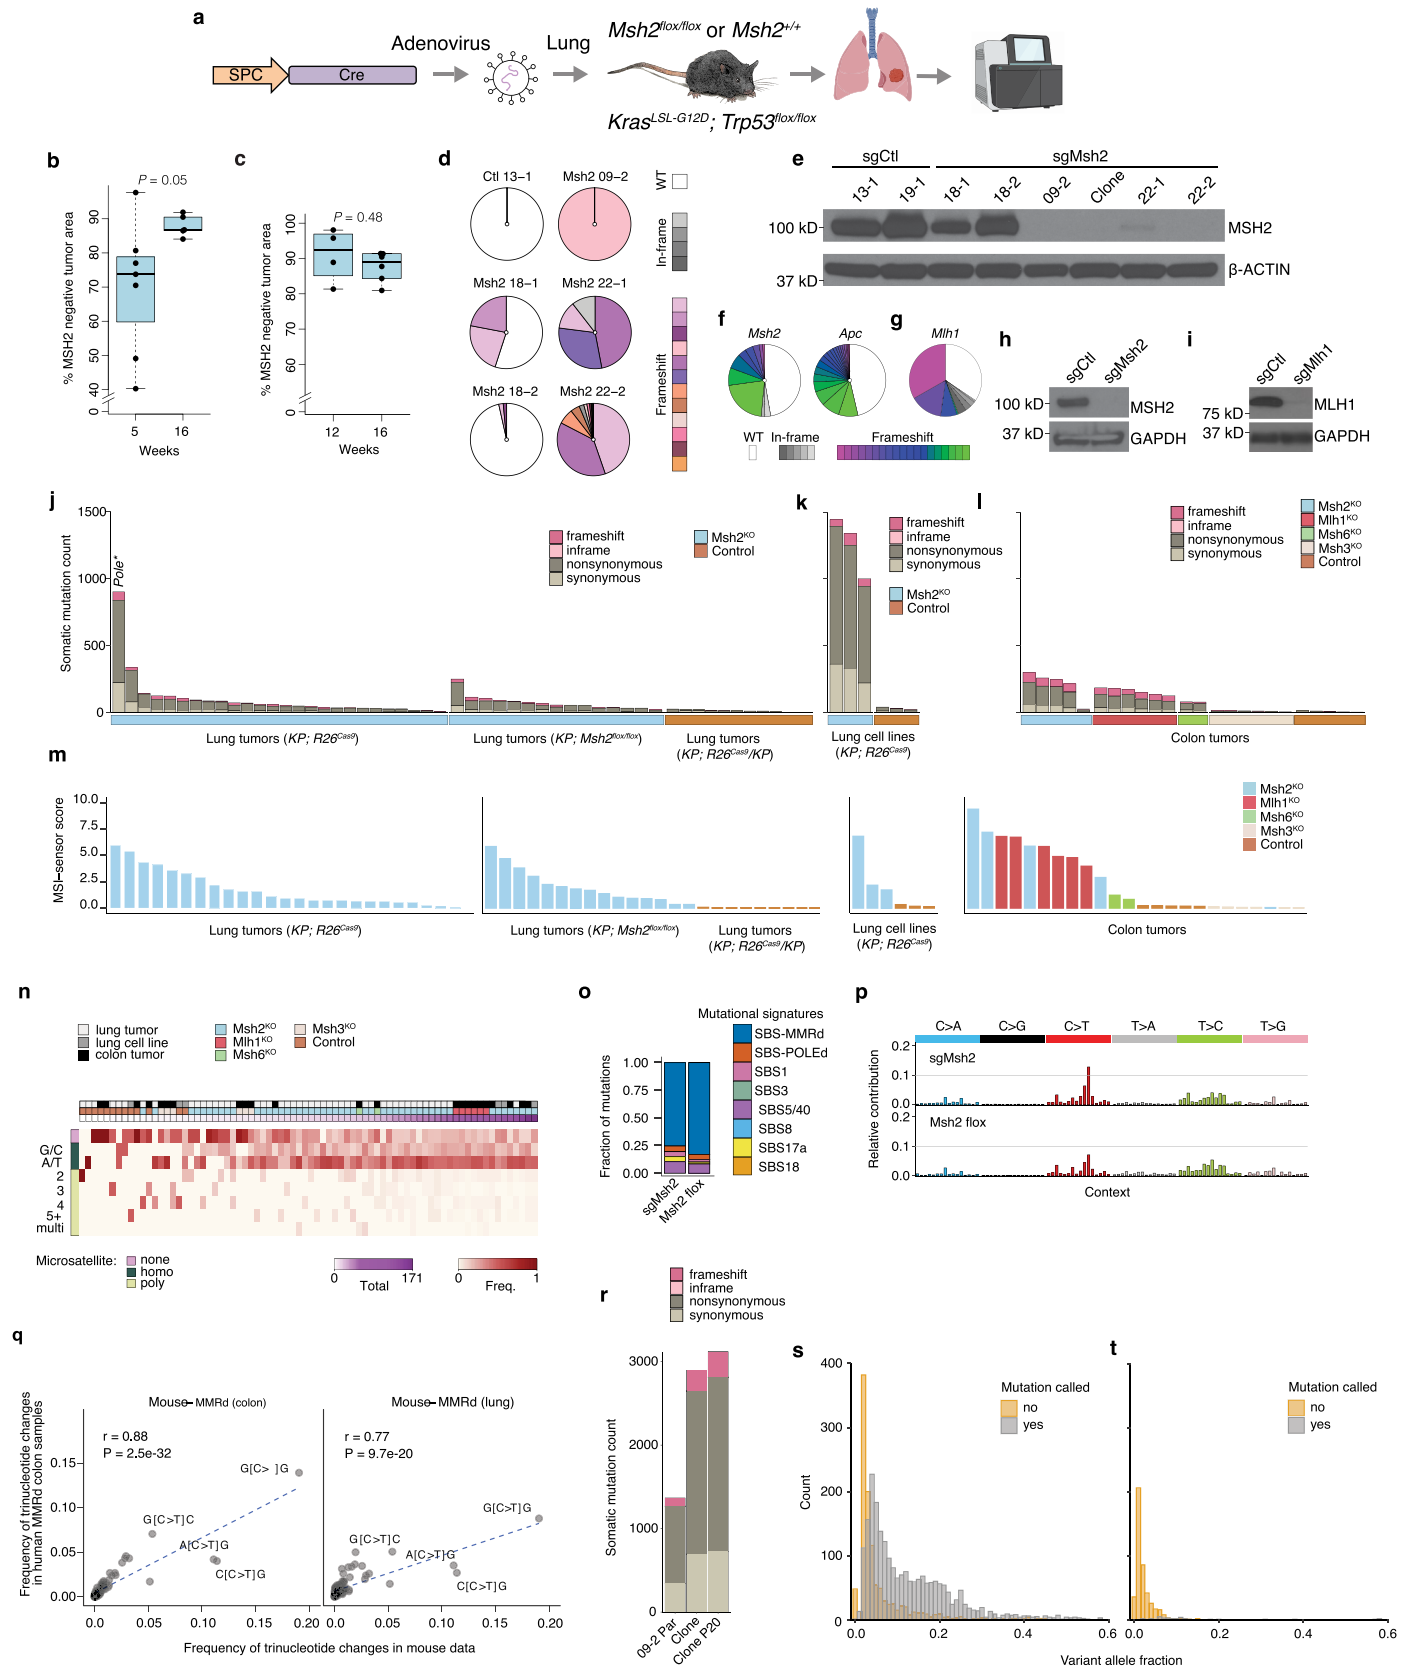 a
SPC
Cre
Adenovirus
Lung
Msh2flox/flox or Msh2+/+
KrasLSL-G12D; Trp53flox/flox
b
P = 0.05
% MSH2 negative tumor area
90
80
70
60
50
40
0
5
16
Weeks
c
P = 0.48
% MSH2 negative tumor area
100
90
80
70
60
0
12
16
Weeks
d
Ctl 13–1
Msh2 09–2
Msh2 18–1
Msh2 22–1
Msh2 18–2
Msh2 22–2
WT
In-frame
Frameshift
e
sgCtl
sgMsh2
13-1
19-1
18-1
18-2
09-2
Clone
22-1
22-2
100 kD
MSH2
37 kD
β-ACTIN
f
Msh2
Apc
g
Mlh1
WT
In-frame
Frameshift
h
sgCtl
sgMsh2
100 kD
MSH2
37 kD
GAPDH
i
sgCtl
sgMlh1
75 kD
MLH1
37 kD
GAPDH
j
Somatic mutation count
1500
1000
500
0
Pole*
frameshift
inframe
nonsynonymous
synonymous
Msh2KO
Control
Lung tumors (KP; R26Cas9)
Lung tumors (KP; Msh2flox/flox)
Lung tumors
(KP; R26Cas9/KP)
k
frameshift
inframe
nonsynonymous
synonymous
Msh2KO
Control
Lung cell lines
(KP; R26Cas9)
l
frameshift
inframe
nonsynonymous
synonymous
Msh2KO
Mlh1KO
Msh6KO
Msh3KO
Control
Colon tumors
m
MSI–sensor score
10.0
7.5
5.0
2.5
0.0
Lung tumors (KP; R26Cas9)
Lung tumors (KP; Msh2flox/flox)
Lung tumors
(KP; R26Cas9/KP)
Lung cell lines
(KP; R26Cas9)
Colon tumors
Msh2KO
Mlh1KO
Msh6KO
Msh3KO
Control
n
lung tumor
lung cell line
colon tumor
Msh2KO
Mlh1KO
Msh6KO
Msh3KO
Control
G/C
A/T
2
3
4
5+
multi
Microsatellite:
none
homo
poly
0
171
Total
0
1
Freq.
o
Mutational signatures
SBS-MMRd
SBS-POLEd
SBS1
SBS3
SBS5/40
SBS8
SBS17a
SBS18
Fraction of mutations
1.00
0.75
0.50
0.25
0.00
sgMsh2
Msh2 flox
p
C>A
C>G
C>T
T>A
T>C
T>G
Relative contribution
0.2
0.1
0.0
sgMsh2
0.2
0.1
0.0
Msh2 flox
Context
q
Frequency of trinucleotide changes
in human MMRd colon samples
Mouse–MMRd (colon)
r = 0.88
P = 2.5e-32
G[C> ]G
G[C>T]C
A[C>T]G
C[C>T]G
0.15
0.10
0.05
0.00
0.0
0.05
0.10
0.15
0.20
Mouse–MMRd (lung)
r = 0.77
P = 9.7e-20
G[C>T]G
G[C>T]C
A[C>T]G
C[C>T]G
0.0
0.05
0.10
0.15
0.20
Frequency of trinucleotide changes in mouse data
r
frameshift
inframe
nonsynonymous
synonymous
Somatic mutation count
3000
2000
1000
0
09-2 Par
Clone
Clone P20
s
Count
400
300
200
100
0
Mutation called
no
yes
0.0
0.2
0.4
0.6
t
Mutation called
no
yes
0.0
0.2
0.4
0.6
Variant allele fraction